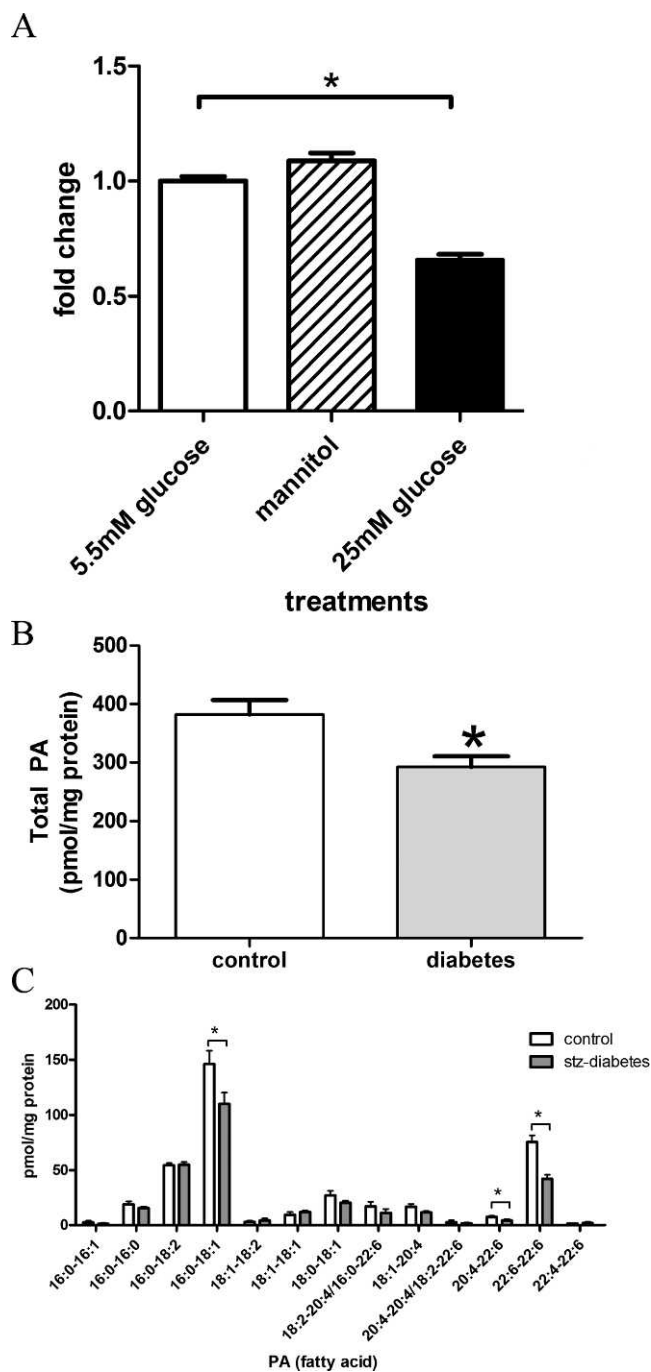 A
1.5
*
1.0
0.5
0.0
fold change
5.5mM glucose
mannitol
25mM glucose
treatments
B
500
400
300
200
100
0
Total PA
(pmol/mg protein)
*
control
diabetes
C
200
150
100
50
0
pmol/mg protein
*
*
*
control
stz-diabetes
16:0-16:1
16:0-16:0
16:0-18:2
16:0-18:1
18:1-18:2
18:1-18:1
18:0-18:1
18:2-20:4/16:0-22:6
18:1-20:4
20:4-20:4/18:2-22:6
20:4-22:6
22:6-22:6
22:4-22:6
PA (fatty acid)